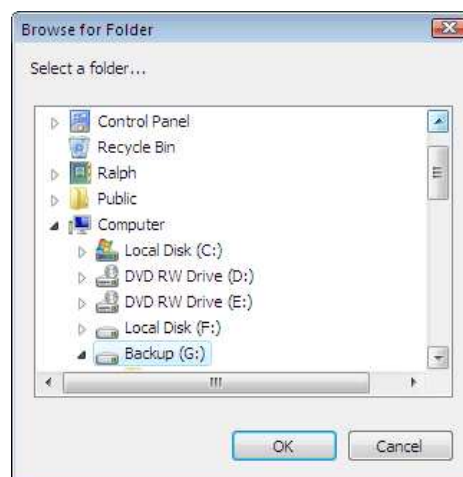 Browse for Folder
Select a folder...
Control Panel
Recycle Bin
Ralph
Public
Computer
Local Disk (C:)
DVD RW Drive (D:)
DVD RW Drive (E:)
Local Disk (F:)
Backup (G:)
OK
Cancel